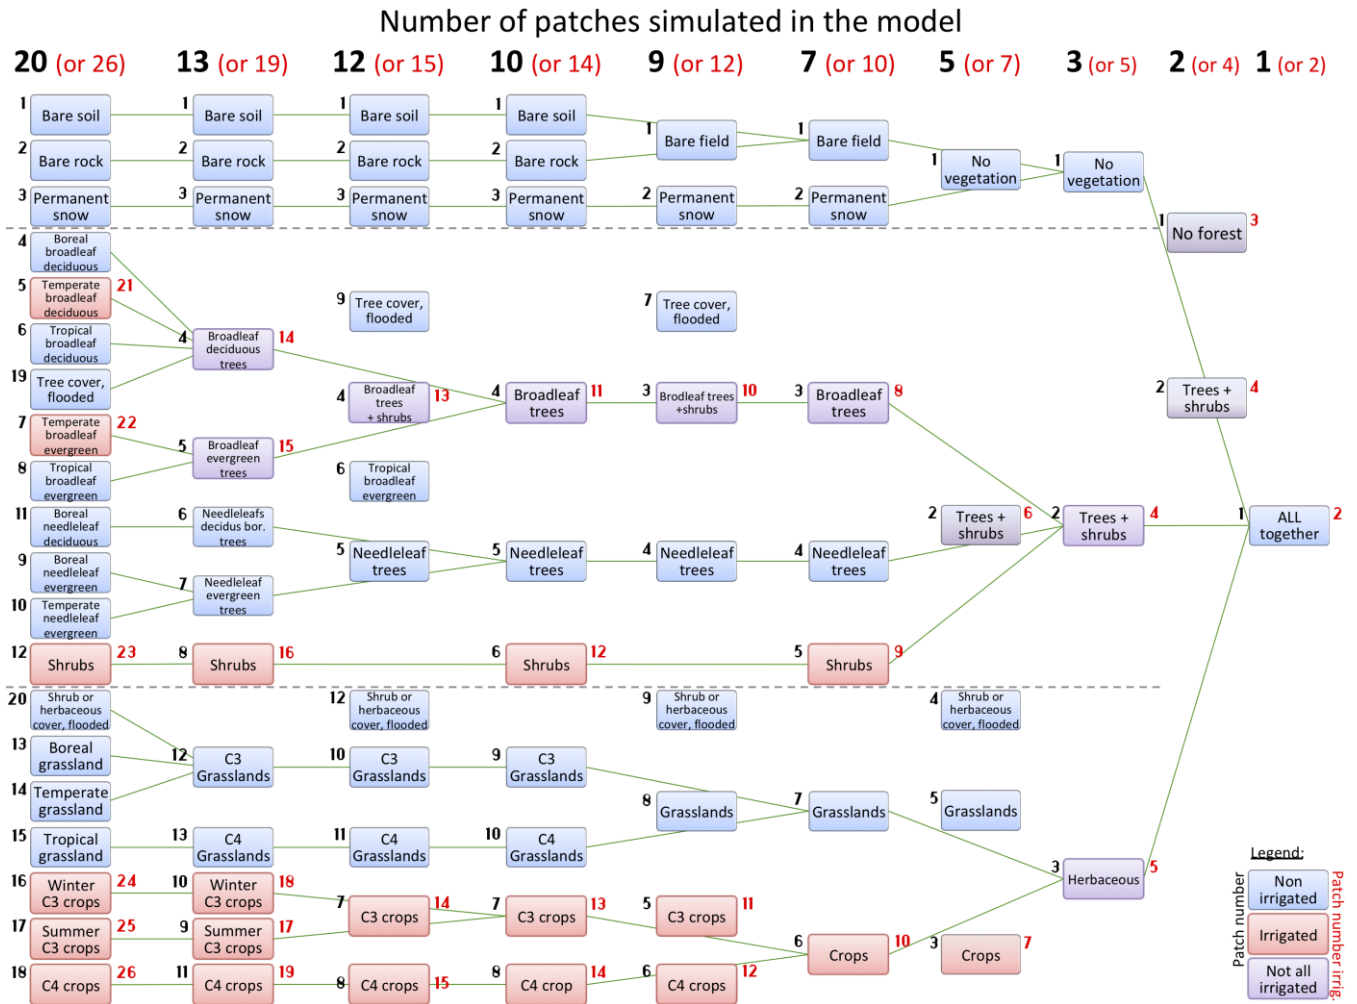 Number of patches simulated in the model
20 (or 26) 13 (or 19) 12 (or 15) 10 (or 14) 9 (or 12) 7 (or 10) 5 (or 7) 3 (or 5) 2 (or 4) 1 (or 2)
1 Bare soil
2 Bare rock
3 Permanent
snow
4 Boreal
broadleaf
deciduous
5 Temperate
broadleaf
deciduous 21
6 Tropical
broadleaf
deciduous
19 Tree cover,
flooded
7 Temperate
broadleaf
evergreen 22
8 Tropical
broadleaf
evergreen
11 Boreal
needleleaf
deciduous
9 Boreal
needleleaf
evergreen
10 Temperate
needleleaf
evergreen
12 Shrubs 23
20 Shrub or
herbaceous
cover, flooded
13 Boreal
grassland
14 Temperate
grassland
15 Tropical
grassland
16 Winter
C3 crops 24
17 Summer
C3 crops 25
18 C4 crops 26
1 Bare soil
2 Bare rock
3 Permanent
snow
4 Broadleaf
deciduous
trees 14
5 Broadleaf
evergreen
trees 15
6 Needleleafs
decidus bor.
trees
7 Needleleaf
evergreen
trees
8 Shrubs 16
12 C3
Grasslands
13 C4
Grasslands
10 Winter
C3 crops 18
9 Summer
C3 crops 17
11 C4 crops 19
1 Bare soil
2 Bare rock
3 Permanent
snow
9 Tree cover,
flooded
4 Broadleaf
trees
+ shrubs 13
6 Tropical
broadleaf
evergreen
5 Needleleaf
trees
12 Shrub or
herbaceous
cover, flooded
10 C3
Grasslands
11 C4
Grasslands
7 C3 crops 14
8 C4 crops 15
1 Bare soil
2 Bare rock
3 Permanent
snow
4 Broadleaf
trees 11
5 Needleleaf
trees
6 Shrubs 12
9 C3
Grasslands
10 C4
Grasslands
7 C3 crops 13
8 C4 crop 14
1 Bare field
2 Permanent
snow
7 Tree cover,
flooded
3 Brodleaf trees
+shrubs 10
4 Needleleaf
trees
9 Shrub or
herbaceous
cover, flooded
8 Grasslands
5 C3 crops 11
6 C4 crops 12
1 Bare field
2 Permanent
snow
3 Broadleaf
trees 8
4 Needleleaf
trees
5 Shrubs 9
7 Grasslands
6 Crops 10
1 No
vegetation
2 Trees +
shrubs 6
4 Shrub or
herbaceous
cover, flooded
5 Grasslands
3 Crops 7
1 No
vegetation
2 Trees +
shrubs 4
3 Herbaceous 5
1 No forest 3
2 Trees +
shrubs 4
1 ALL
together 2
Legend:
Patch number
Non
irrigated
Irrigated
Not all
irrigated
Patch number irrig.